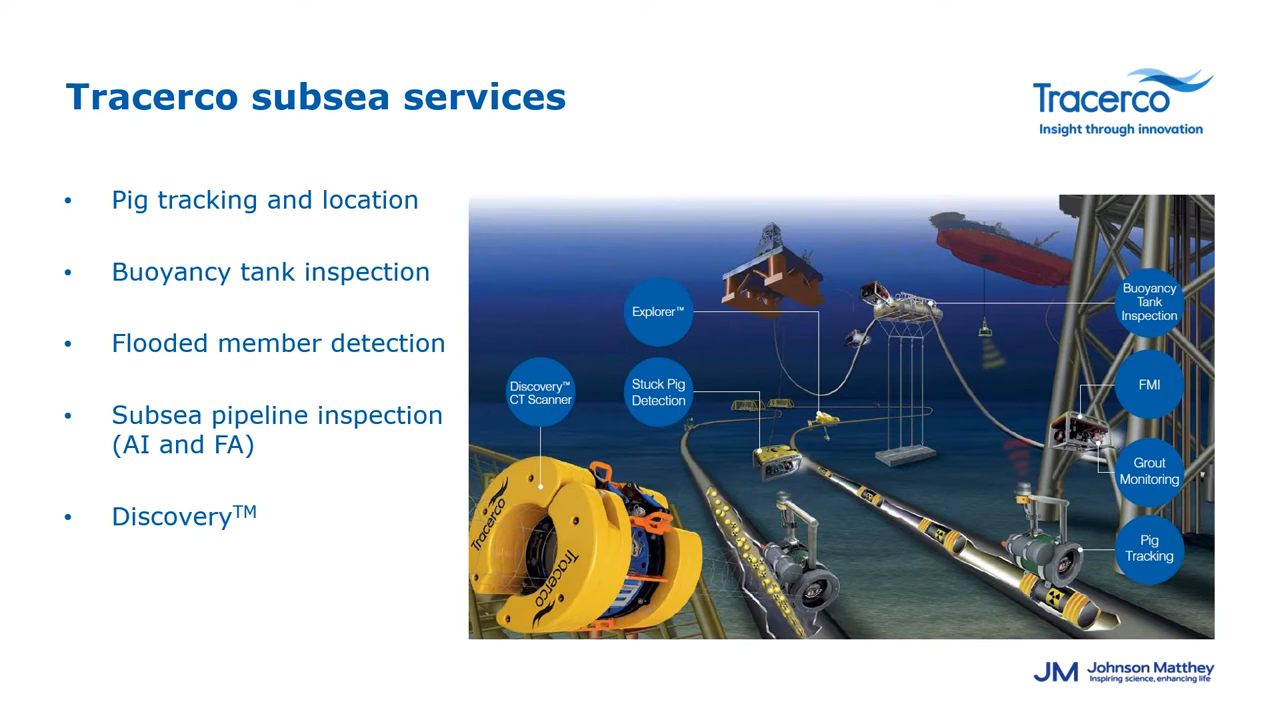 Tracerco subsea services
Tracerco
Insight through innovation
• Pig tracking and location
• Buoyancy tank inspection
• Flooded member detection
• Subsea pipeline inspection
(AI and FA)
• Discovery™
Explorer™
Discovery™
CT Scanner
Stuck Pig
Detection
Buoyancy
Tank
Inspection
FMI
Grout
Monitoring
Pig
Tracking
Tracerco
Tracerco
JM Johnson Matthey
Inspiring science, enhancing life